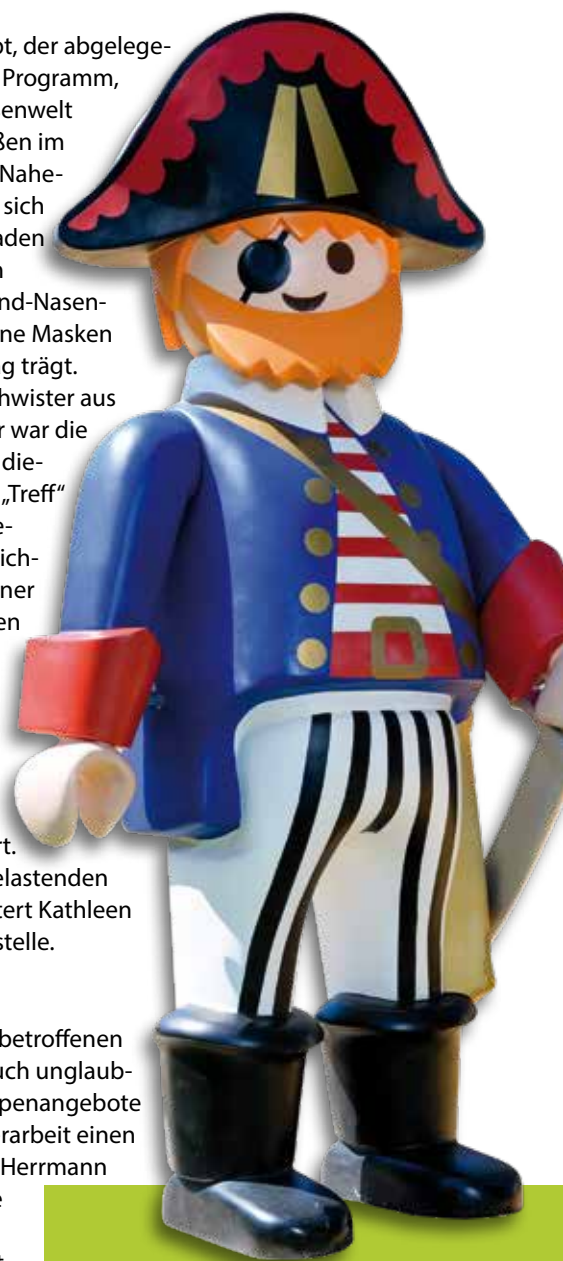 ot, der abgelege-
Programm,
enwelt
ßen im
Nahe-
sich
aden
n
nd-Nasen-
ne Masken
g trägt.
hwister aus
r war die
die-
„Treff“
e-
ich-
ner
en
rt.
elastenden
tert Kathleen
stelle.
betroffenen
uch unglaub-
penangebote
rarbeit einen
Herrmann
e
t